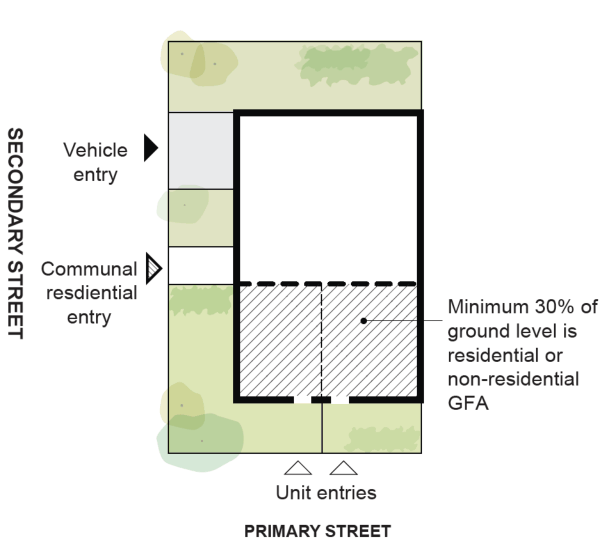 SECONDARY STREET
Vehicle
entry
Communal
resdiential
entry
Minimum 30% of
ground level is
residential or
non-residential
GFA
Unit entries
PRIMARY STREET